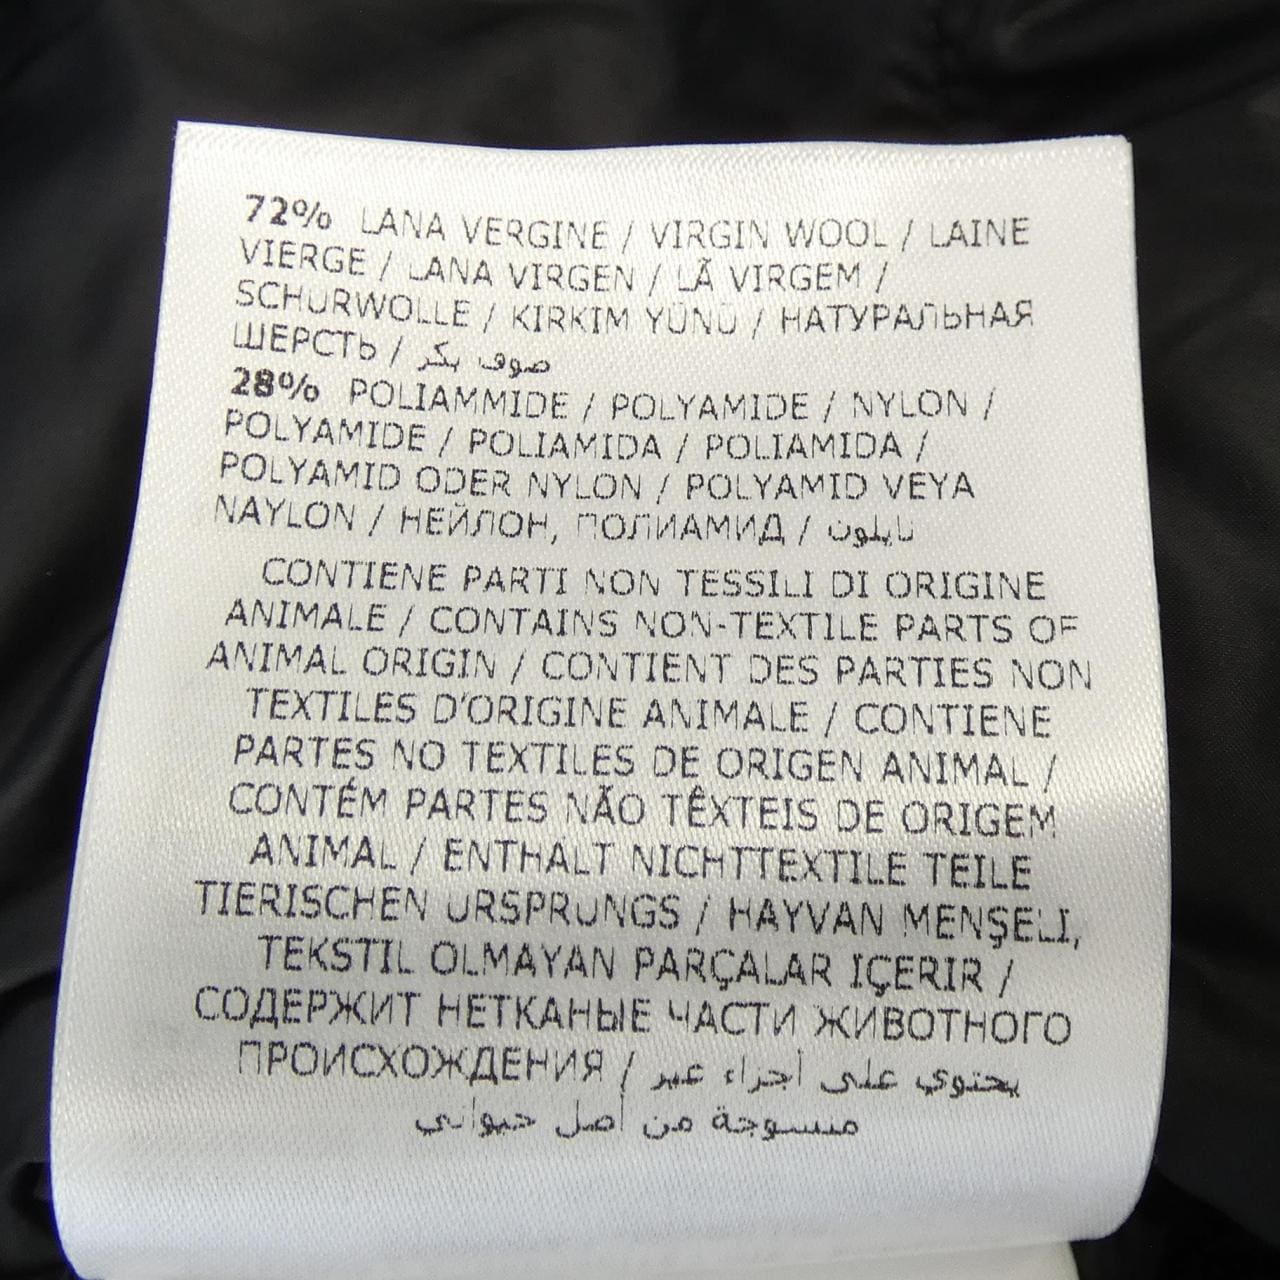 72% LANA VERGINE / VIRGIN WOOL / LAINE
VIERGE / LANA VIRGEN / LÃ VIRGEM /
SCHURWOLLE / KIRKIM YÜNÜ / НАТУРАЛЬНАЯ
ШЕРСТЬ / صوف بكر
28% POLIAMMIDE / POLYAMIDE / NYLON /
POLYAMIDE / POLIAMIDA / POLIAMIDA /
POLYAMID ODER NYLON / POLYAMID VEYA
NAYLON / НЕЙЛОН, ПОЛИАМИД / نايلون
CONTIENE PARTI NON TESSILI DI ORIGINE
ANIMALE / CONTAINS NON-TEXTILE PARTS OF
ANIMAL ORIGIN / CONTIENT DES PARTIES NON
TEXTILES D'ORIGINE ANIMALE / CONTIENE
PARTES NO TEXTILES DE ORIGEN ANIMAL /
CONTÉM PARTES NÃO TÊXTEIS DE ORIGEM
ANIMAL / ENTHÄLT NICHTTEXTILE TEILE
TIERISCHEN URSPRUNGS / HAYVAN MENŞELI,
TEKSTIL OLMAYAN PARÇALAR IÇERIR /
СОДЕРЖИТ НЕТКАНЫЕ ЧАСТИ ЖИВОТНОГО
ПРОИСХОЖДЕНИЯ / يحتوي على أجزاء غير
منسوجة من أصل حيواني